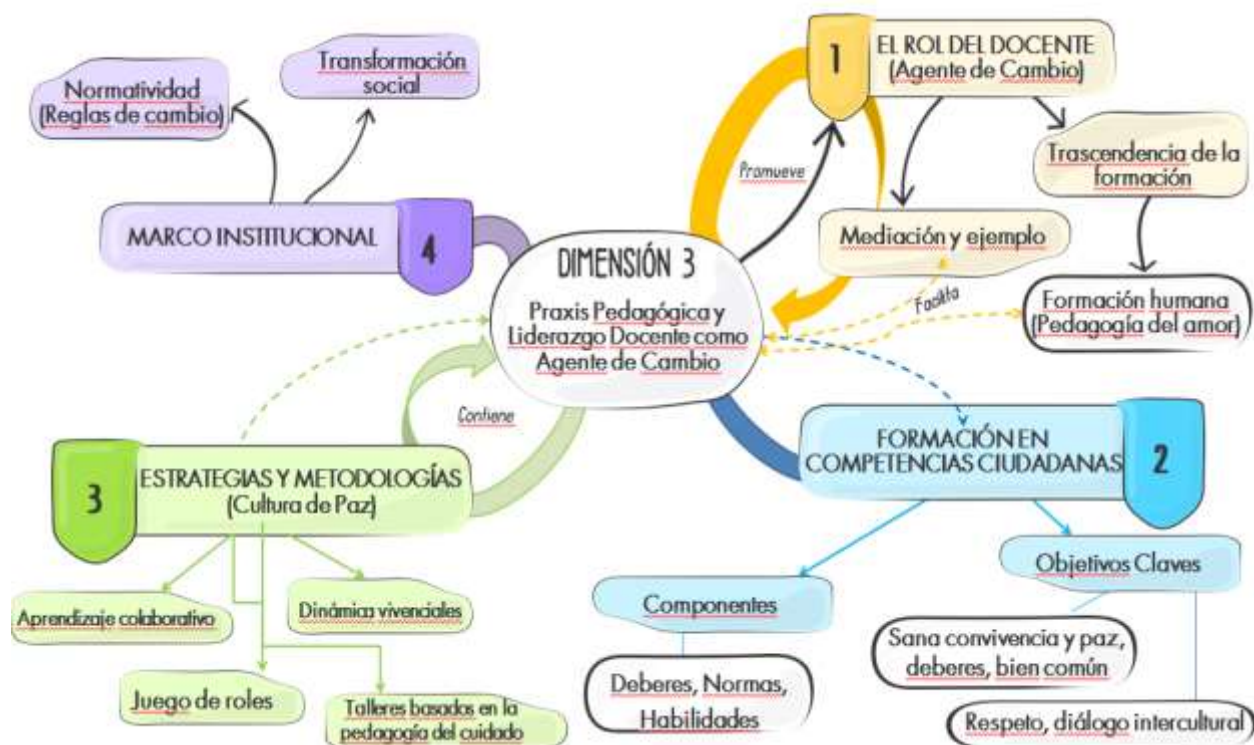 DIMENSIÓN 3
Praxis Pedagógica y
Liderazgo Docente como
Agente de Cambio
Promueve
1
EL ROL DEL DOCENTE
(Agente de Cambio)
Mediación y ejemplo
Trascendencia de la
formación
Formación humana
(Pedagogía del amor)
Facilita
2
FORMACIÓN EN
COMPETENCIAS CIUDADANAS
Componentes
Deberes, Normas,
Habilidades
Objetivos Claves
Sana convivencia y paz,
deberes, bien común
Respeto, diálogo intercultural
Contiene
3
ESTRATEGIAS Y METODOLOGÍAS
(Cultura de Paz)
Aprendizaje colaborativo
Dinámica vivenciales
Juego de roles
Talleres basados en la
pedagogía del cuidado
4
MARCO INSTITUCIONAL
Normatividad
(Reglas de cambio)
Transformación
social